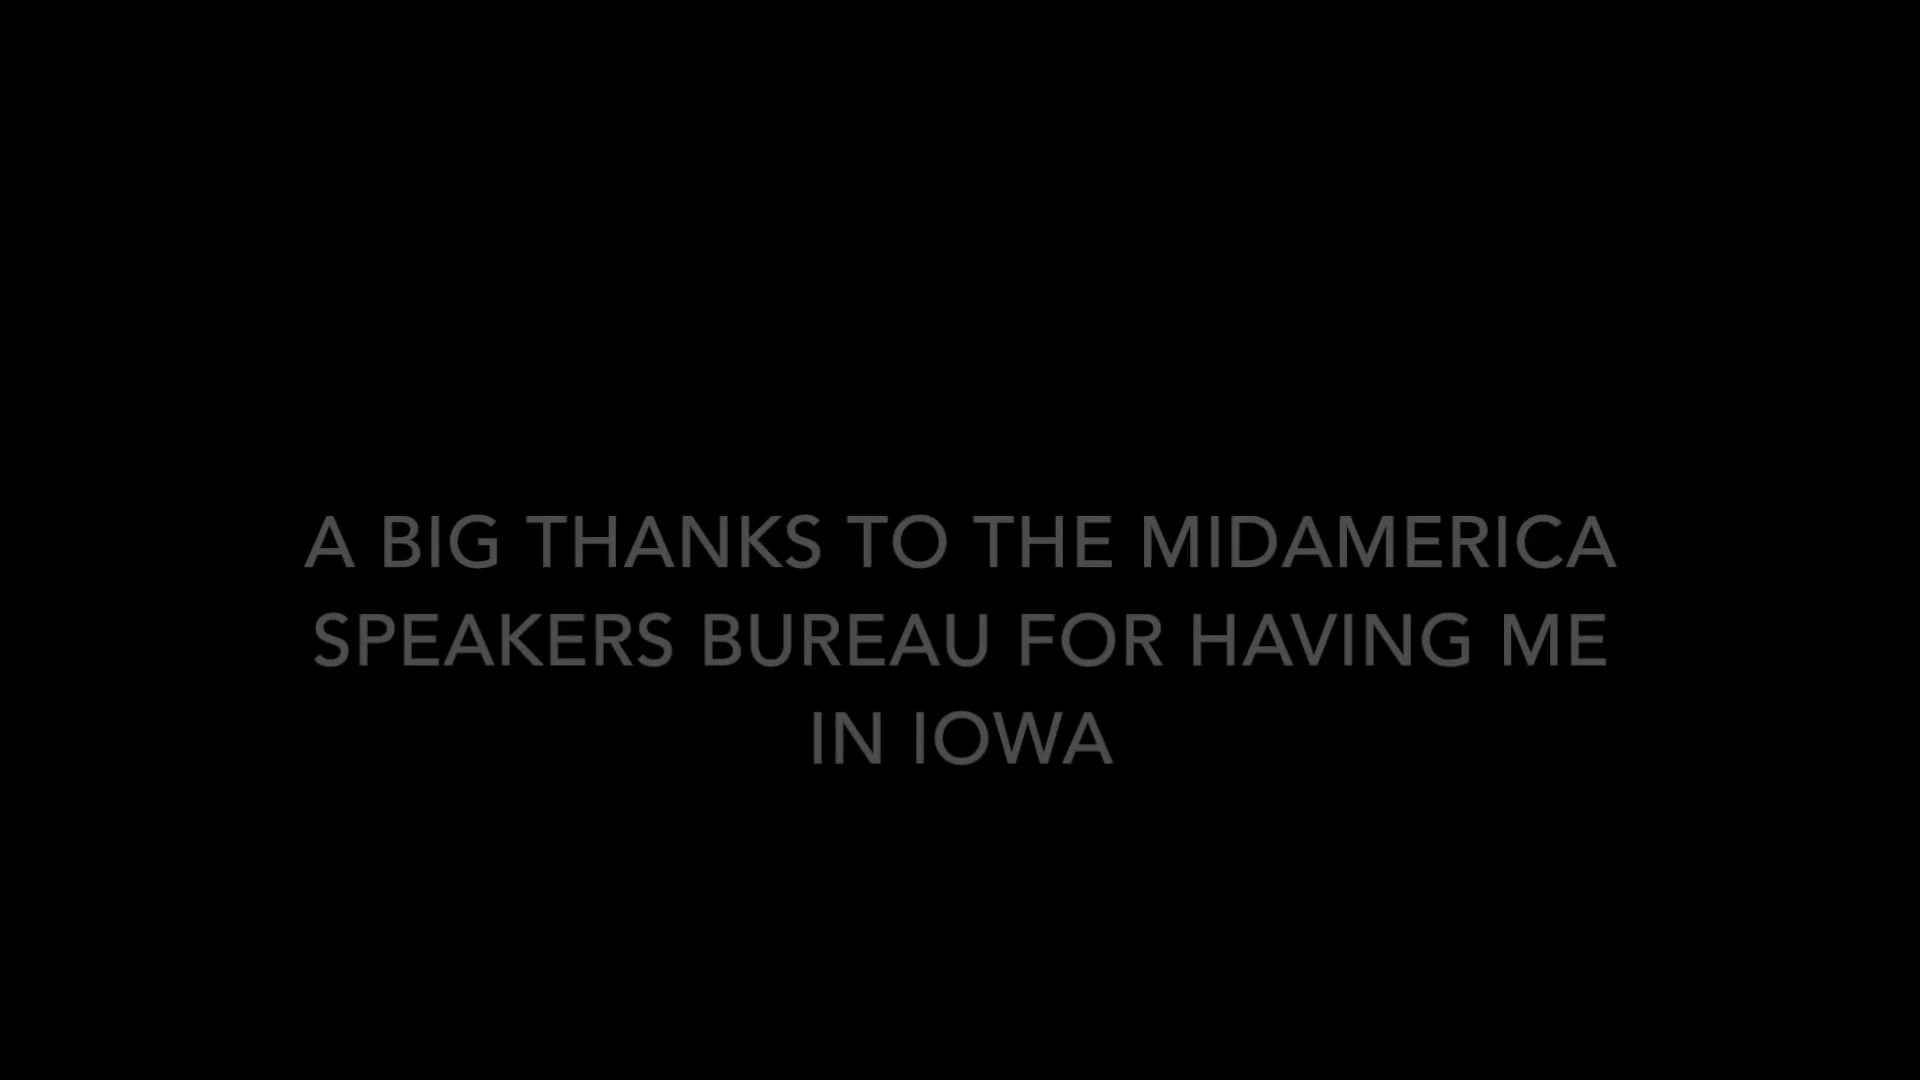 A BIG THANKS TO THE MIDAMERICA
SPEAKERS BUREAU FOR HAVING ME
IN IOWA